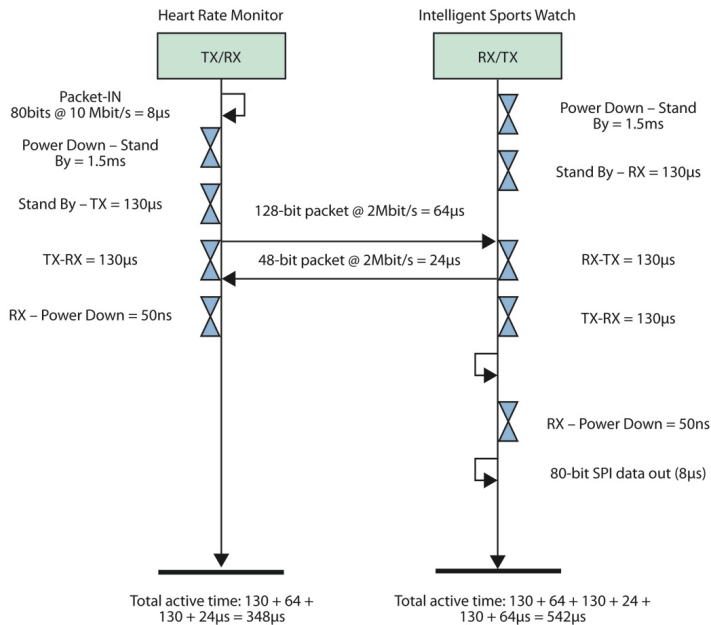 Heart Rate Monitor
Intelligent Sports Watch
TX/RX
RX/TX
Packet-IN
80bits @ 10 Mbit/s = 8µs
Power Down – Stand
By = 1.5ms
Power Down – Stand
By = 1.5ms
Stand By – RX = 130µs
Stand By – TX = 130µs
128-bit packet @ 2Mbit/s = 64µs
TX-RX = 130µs
48-bit packet @ 2Mbit/s = 24µs
RX-TX = 130µs
RX – Power Down = 50ns
TX-RX = 130µs
RX – Power Down = 50ns
80-bit SPI data out (8µs)
Total active time: 130 + 64 +
130 + 24µs = 348µs
Total active time: 130 + 64 + 130 + 24 +
130 + 64µs = 542µs